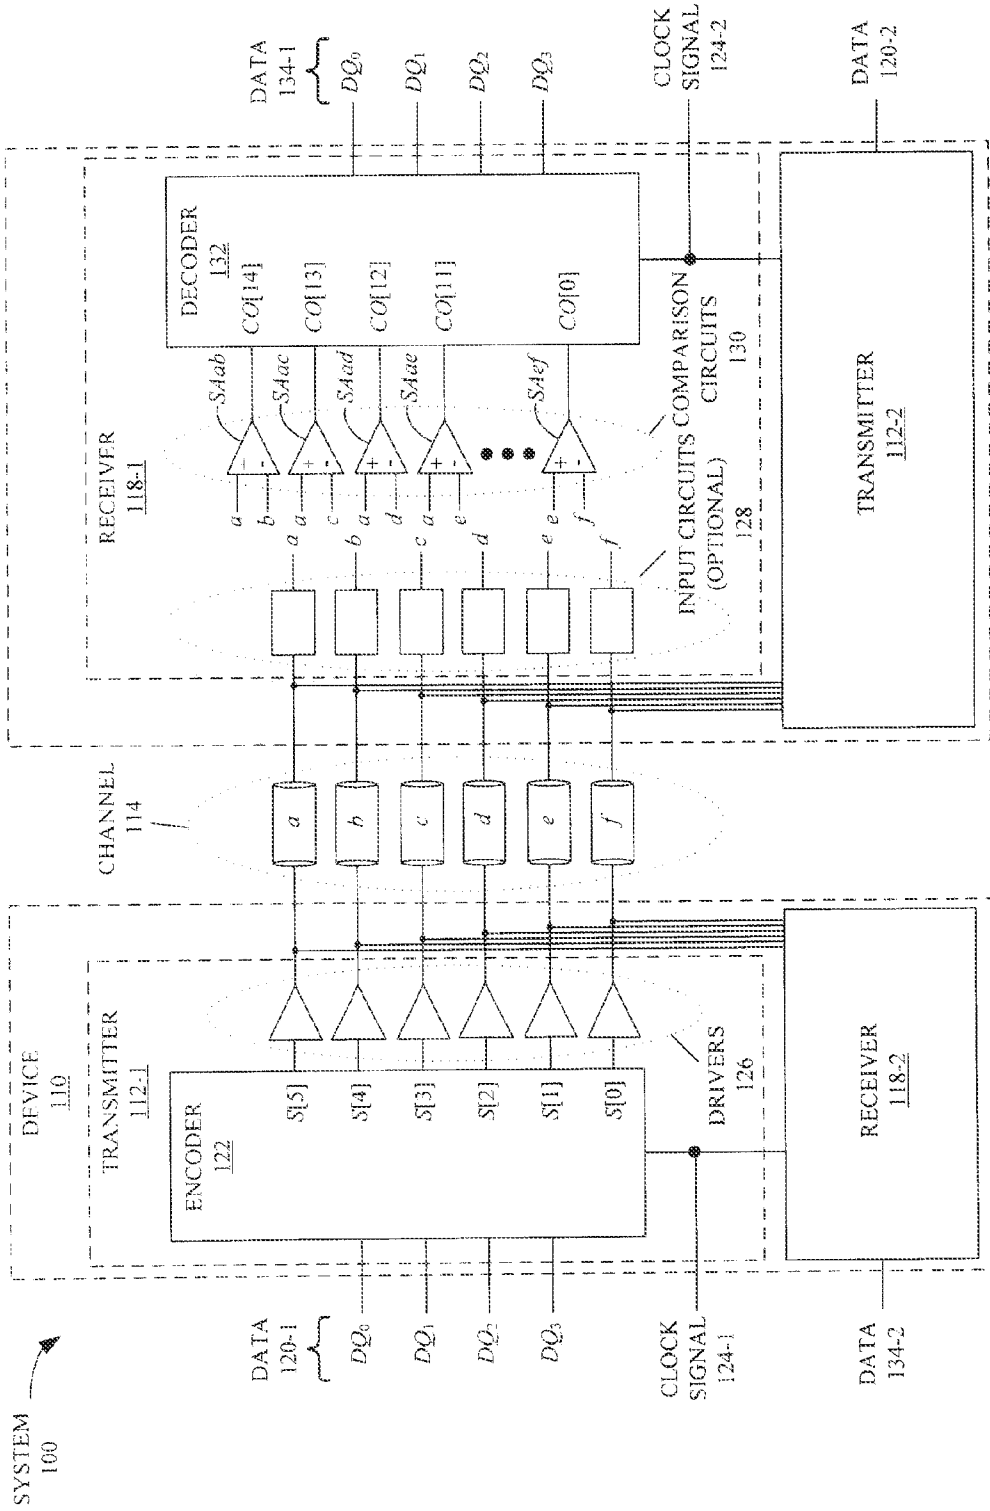 SYSTEM
100
DEVICE
110
TRANSMITTER
112-1
ENCODER
122
S[5]
S[4]
S[3]
S[2]
S[1]
S[0]
DATA
120-1
DQ0
DQ1
DQ2
DQ3
CLOCK
SIGNAL
124-1
DRIVERS
126
RECEIVER
118-2
DATA
134-2
CHANNEL
114
a
b
c
d
e
f
RECEIVER
118-1
a
b
c
d
e
f
INPUT CIRCUITS
(OPTIONAL)
128
a
b
a
c
a
d
a
e
e
f
+
-
+
-
+
-
+
-
+
-
SAab
SAac
SAad
SAae
SAef
COMPARISON
CIRCUITS
130
DECODER
132
CO[14]
CO[13]
CO[12]
CO[11]
CO[0]
DATA
134-1
DQ0
DQ1
DQ2
DQ3
CLOCK
SIGNAL
124-2
TRANSMITTER
112-2
DATA
120-2